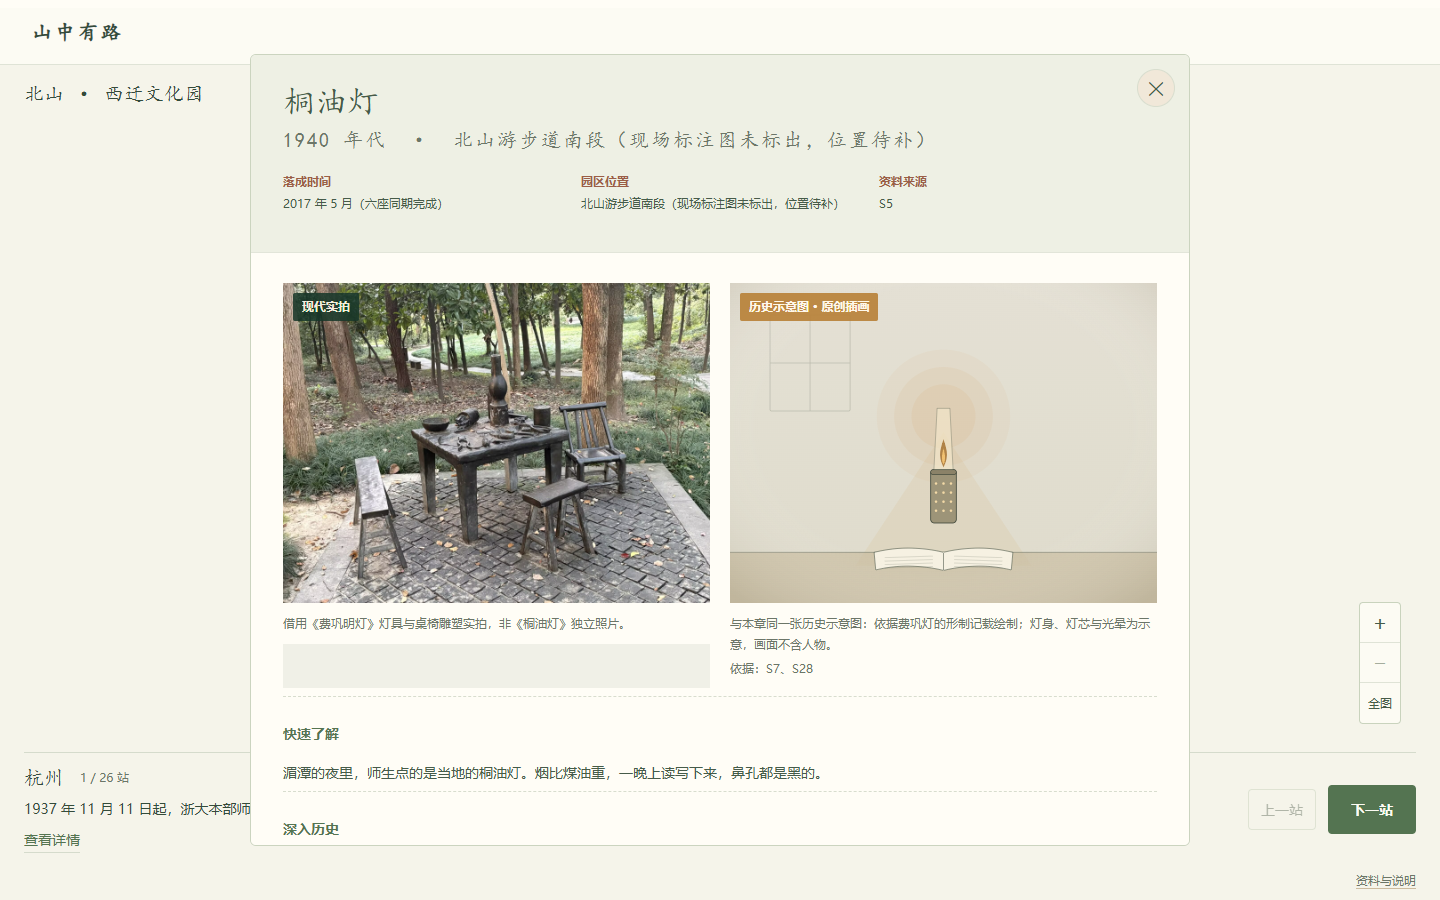 山中有路
北山 • 西迁文化园
桐油灯
1940 年代 • 北山游步道南段（现场标注图未标出，位置待补）
落成时间
2017 年 5 月（六座同期完成）
园区位置
北山游步道南段（现场标注图未标出，位置待补）
资料来源
S5
现代实拍
历史示意图 • 原创插画
借用《费巩明灯》灯具与桌椅雕塑实拍，非《桐油灯》独立照片。
与本章同一张历史示意图：依据费巩灯的形制记载绘制；灯身、灯芯与光晕为示
意，画面不含人物。
依据：S7、S28
快速了解
湄潭的夜里，师生点的是当地的桐油灯。烟比煤油重，一晚上读写下来，鼻孔都是黑的。
深入历史
+
−
全图
杭州 1 / 26 站
1937 年 11 月 11 日起，浙大本部师
查看详情
上一站
下一站
资料与说明